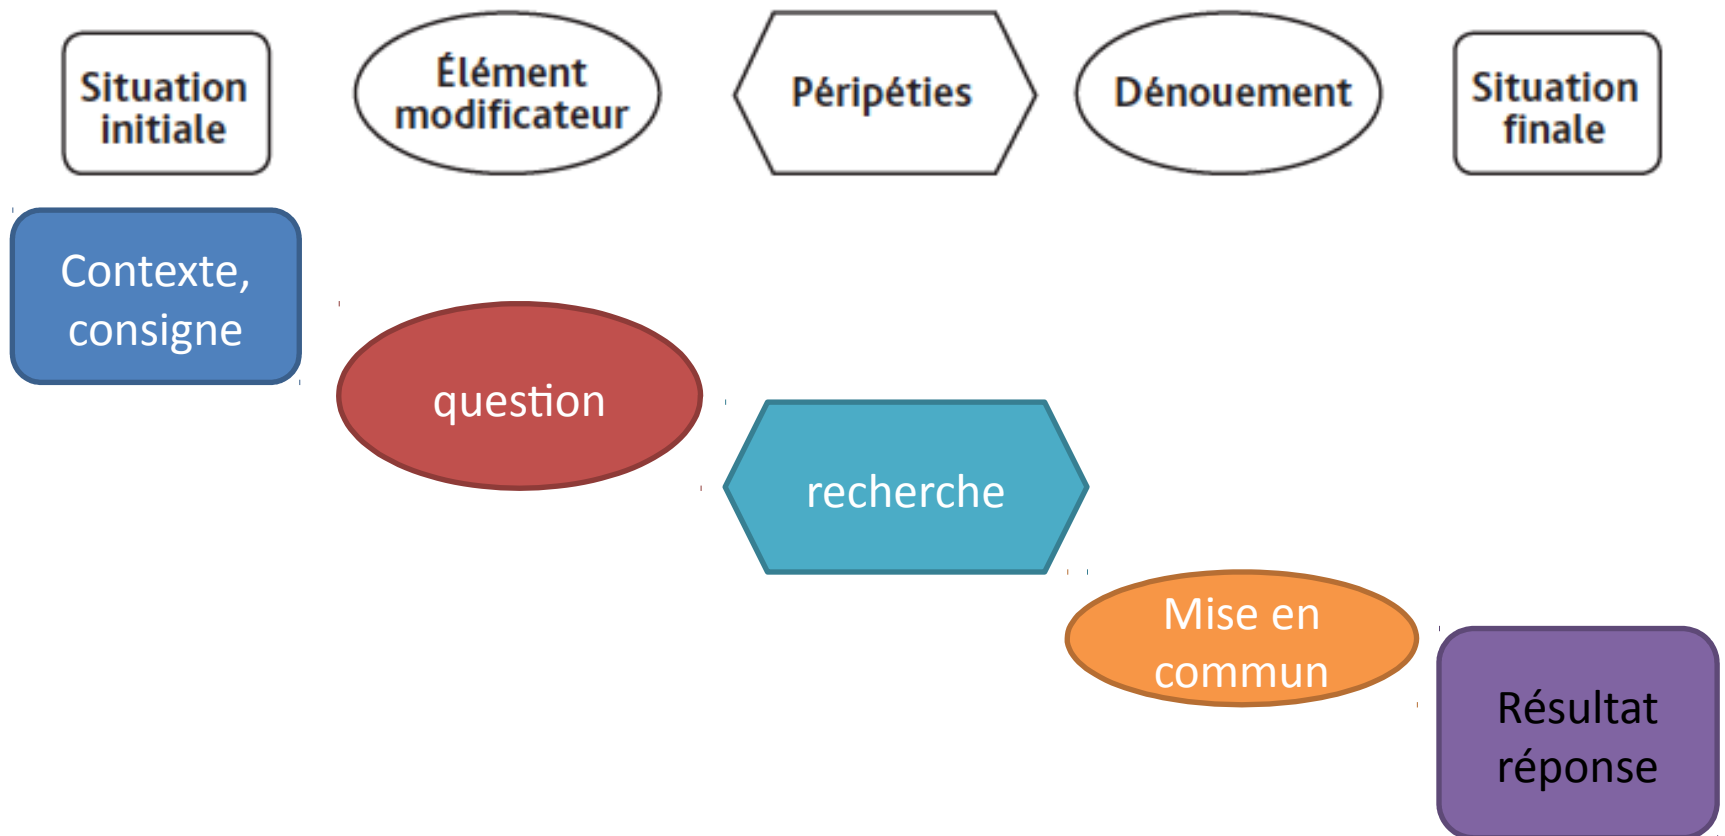 Situation
initiale
Élément
modificateur
Péripéties
Dénouement
Situation
finale
Contexte,
consigne
question
recherche
Mise en
commun
Résultat
réponse